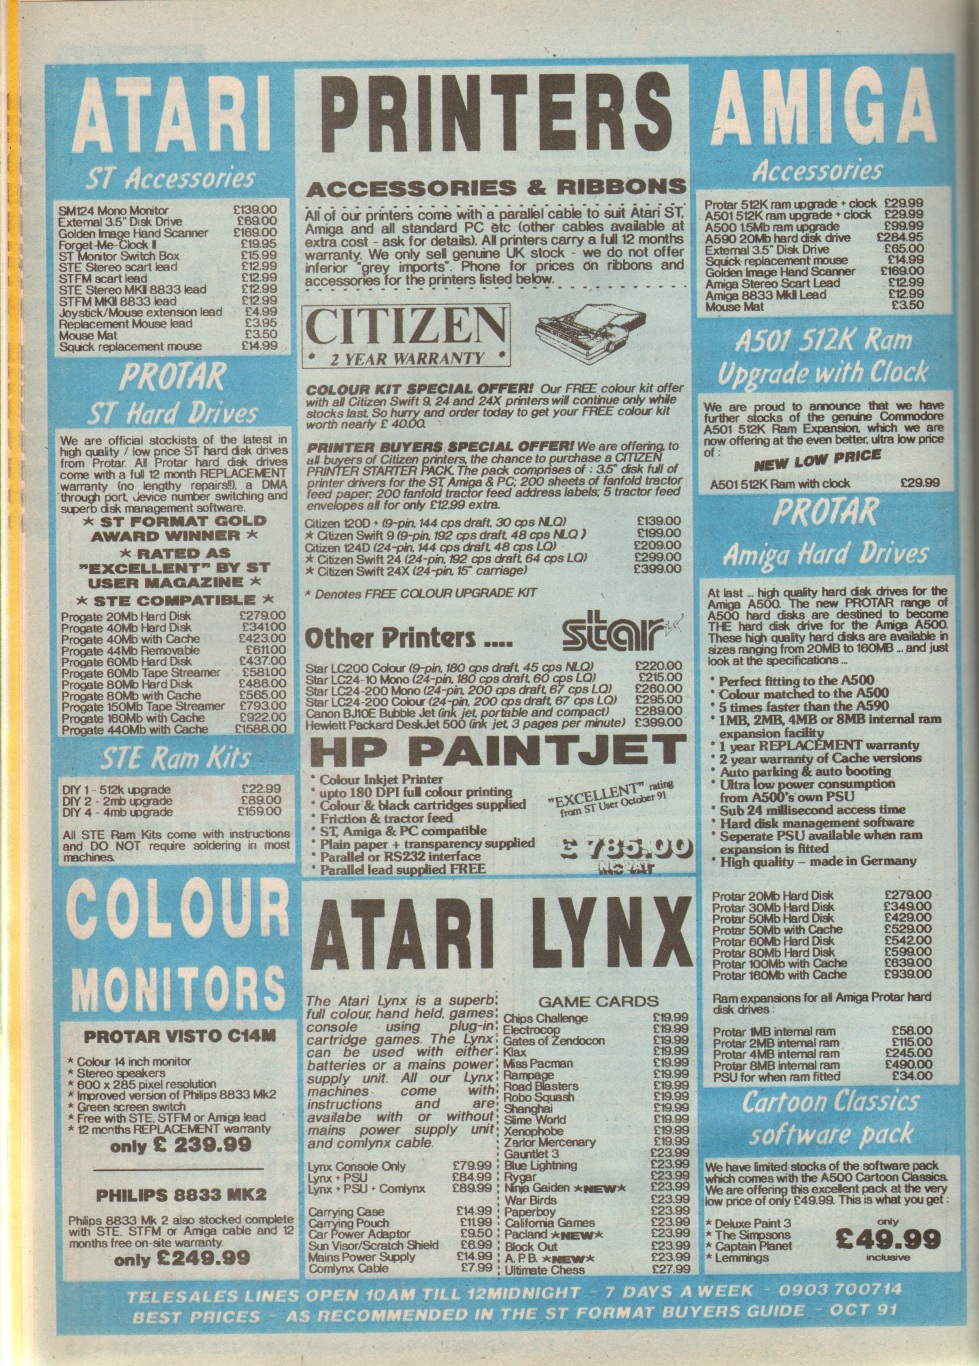 ATARI
ST Accessories
SM124 Mono Monitor £139.00
External 3.5" Disk Drive £69.00
Golden Image Hand Scanner £169.00
Forget-Me-Clock II £19.95
ST Monitor Switch Box £15.99
STE Stereo scart lead £12.99
STFM scart lead £12.99
STE Stereo MKII 8833 lead £12.99
STFM MKII 8833 lead £12.99
Joystick/Mouse extension lead £4.99
Replacement Mouse lead £3.95
Mouse Mat £3.50
Squick replacement mouse £14.99
PROTAR
ST Hard Drives
We are official stockists of the latest in
high quality / low price ST hard disk drives
from Protar. All Protar hard disk drives
come with a full 12 month REPLACEMENT
warranty (no lengthy repairs!!), a DMA
through port, device number switching and
superb disk management software.
★ ST FORMAT GOLD
AWARD WINNER ★
★ RATED AS
"EXCELLENT" BY ST
USER MAGAZINE ★
★ STE COMPATIBLE ★
Progate 20Mb Hard Disk £279.00
Progate 40Mb Hard Disk £341.00
Progate 40Mb with Cache £423.00
Progate 44Mb Removable £611.00
Progate 60Mb Hard Disk £437.00
Progate 60Mb Tape Streamer £581.00
Progate 80Mb Hard Disk £486.00
Progate 80Mb with Cache £565.00
Progate 150Mb Tape Streamer £793.00
Progate 160Mb with Cache £922.00
Progate 440Mb with Cache £1588.00
STE Ram Kits
DIY 1 - 512k upgrade £22.99
DIY 2 - 2mb upgrade £89.00
DIY 4 - 4mb upgrade £159.00
All STE Ram Kits come with instructions
and DO NOT require soldering in most
machines.
COLOUR
MONITORS
PROTAR VISTO C14M
* Colour 14 inch monitor
* Stereo speakers
* 600 x 285 pixel resolution
* Improved version of Philips 8833 Mk2
* Green screen switch
* Free with STE, STFM or Amiga lead
* 12 months REPLACEMENT warranty
only £ 239.99
PHILIPS 8833 MK2
Philips 8833 Mk 2 also stocked complete
with STE, STFM or Amiga cable and 12
months free on-site warranty.
only £249.99
PRINTERS
ACCESSORIES & RIBBONS
All of our printers come with a parallel cable to suit Atari ST,
Amiga and all standard PC etc (other cables available at
extra cost - ask for details). All printers carry a full 12 months
warranty. We only sell genuine UK stock - we do not offer
inferior "grey imports". Phone for prices on ribbons and
accessories for the printers listed below.
CITIZEN
* 2 YEAR WARRANTY *
COLOUR KIT SPECIAL OFFER! Our FREE colour kit offer
with all Citizen Swift 9, 24 and 24X printers will continue only while
stocks last. So hurry and order today to get your FREE colour kit
worth nearly £ 40.00.
PRINTER BUYERS SPECIAL OFFER! We are offering, to
all buyers of Citizen printers, the chance to purchase a CITIZEN
PRINTER STARTER PACK. The pack comprises of : 3.5" disk full of
printer drivers for the ST, Amiga & PC; 200 sheets of fanfold tractor
feed paper; 200 fanfold tractor feed address labels; 5 tractor feed
envelopes all for only £12.99 extra.
Citizen 120D + (9-pin, 144 cps draft, 30 cps NLQ) £139.00
* Citizen Swift 9 (9-pin, 192 cps draft, 48 cps NLQ ) £199.00
Citizen 124D (24-pin, 144 cps draft, 48 cps LQ) £209.00
* Citizen Swift 24 (24-pin, 192 cps draft, 64 cps LQ) £299.00
* Citizen Swift 24X (24-pin, 15" carriage) £399.00
* Denotes FREE COLOUR UPGRADE KIT
Other Printers ....
star
Star LC200 Colour (9-pin, 180 cps draft, 45 cps NLQ) £220.00
Star LC24-10 Mono (24-pin, 180 cps draft, 60 cps LQ) £215.00
Star LC24-200 Mono (24-pin, 200 cps draft, 67 cps LQ) £260.00
Star LC24-200 Colour (24-pin, 200 cps draft, 67 cps LQ) £295.00
Canon BJ10E Bubble Jet (ink jet, portable and compact) £289.00
Hewlett Packard DeskJet 500 (ink jet, 3 pages per minute) £399.00
HP PAINTJET
* Colour Inkjet Printer
* upto 180 DPI full colour printing
* Colour & black cartridges supplied
* Friction & tractor feed
* ST, Amiga & PC compatible
* Plain paper + transparency supplied
* Parallel or RS232 interface
* Parallel lead supplied FREE
"EXCELLENT" rating
from ST User October 91
£ 785.00
INC VAT
ATARI LYNX
The Atari Lynx is a superb
full colour, hand held, games
console using plug-in
cartridge games. The Lynx
can be used with either
batteries or a mains power
supply unit. All our Lynx
machines come with
instructions and are
availabe with or without
mains power supply unit
and comlynx cable.
Lynx Console Only £79.99
Lynx + PSU £84.99
Lynx + PSU + Comlynx £89.99
Carrying Case £14.99
Carrying Pouch £11.99
Car Power Adaptor £9.50
Sun Visor/Scratch Shield £6.99
Mains Power Supply £14.99
Comlynx Cable £7.99
GAME CARDS
Chips Challenge £19.99
Electrocop £19.99
Gates of Zendocon £19.99
Klax £19.99
Miss Pacman £19.99
Rampage £19.99
Road Blasters £19.99
Robo Squash £19.99
Shanghai £19.99
Slime World £19.99
Xenophobe £19.99
Zarlor Mercenary £19.99
Gauntlet 3 £23.99
Blue Lightning £23.99
Rygar £23.99
Ninja Gaiden ★NEW★ £23.99
War Birds £23.99
Paperboy £23.99
California Games £23.99
Pacland ★NEW★ £23.99
Block Out £23.99
A.P.B. ★NEW★ £23.99
Ultimate Chess £27.99
AMIGA
Accessories
Protar 512K ram upgrade + clock £29.99
A501 512K ram upgrade + clock £29.99
A500 1.5Mb ram upgrade £99.99
A590 20Mb hard disk drive £284.95
External 3.5" Disk Drive £65.00
Squick replacement mouse £14.99
Golden Image Hand Scanner £169.00
Amiga Stereo Scart Lead £12.99
Amiga 8833 MkII Lead £12.99
Mouse Mat £3.50
A501 512K Ram
Upgrade with Clock
We are proud to announce that we have
further stocks of the genuine Commodore
A501 512K Ram Expansion, which we are
now offering at the even better, ultra low price
of :
NEW LOW PRICE
A501 512K Ram with clock £29.99
PROTAR
Amiga Hard Drives
At last ... high quality hard disk drives for the
Amiga A500. The new PROTAR range of
A500 hard disks are destined to become
THE hard disk drive for the Amiga A500.
These high quality hard disks are available in
sizes ranging from 20MB to 160MB ... and just
look at the specifications ...
* Perfect fitting to the A500
* Colour matched to the A500
* 5 times faster than the A590
* 1MB, 2MB, 4MB or 8MB internal ram
expansion facility
* 1 year REPLACEMENT warranty
* 2 year warranty of Cache versions
* Auto parking & auto booting
* Ultra low power consumption
from A500's own PSU
* Sub 24 millisecond access time
* Hard disk management software
* Seperate PSU available when ram
expansion is fitted
* High quality – made in Germany
Protar 20Mb Hard Disk £279.00
Protar 30Mb Hard Disk £349.00
Protar 50Mb Hard Disk £429.00
Protar 50Mb with Cache £529.00
Protar 60Mb Hard Disk £542.00
Protar 80Mb Hard Disk £599.00
Protar 100Mb with Cache £639.00
Protar 160Mb with Cache £939.00
Ram expansions for all Amiga Protar hard
disk drives :
Protar 1MB internal ram £58.00
Protar 2MB internal ram £115.00
Protar 4MB internal ram £245.00
Protar 8MB internal ram £490.00
PSU for when ram fitted £34.00
Cartoon Classics
software pack
We have limited stocks of the software pack
which comes with the A500 Cartoon Classics.
We are offering this excellent pack at the very
low price of only £49.99. This is what you get :
* Deluxe Paint 3
* The Simpsons
* Captain Planet
* Lemmings
only
£49.99
inclusive
TELESALES LINES OPEN 10AM TILL 12MIDNIGHT - 7 DAYS A WEEK - 0903 700714
BEST PRICES - AS RECOMMENDED IN THE ST FORMAT BUYERS GUIDE - OCT 91